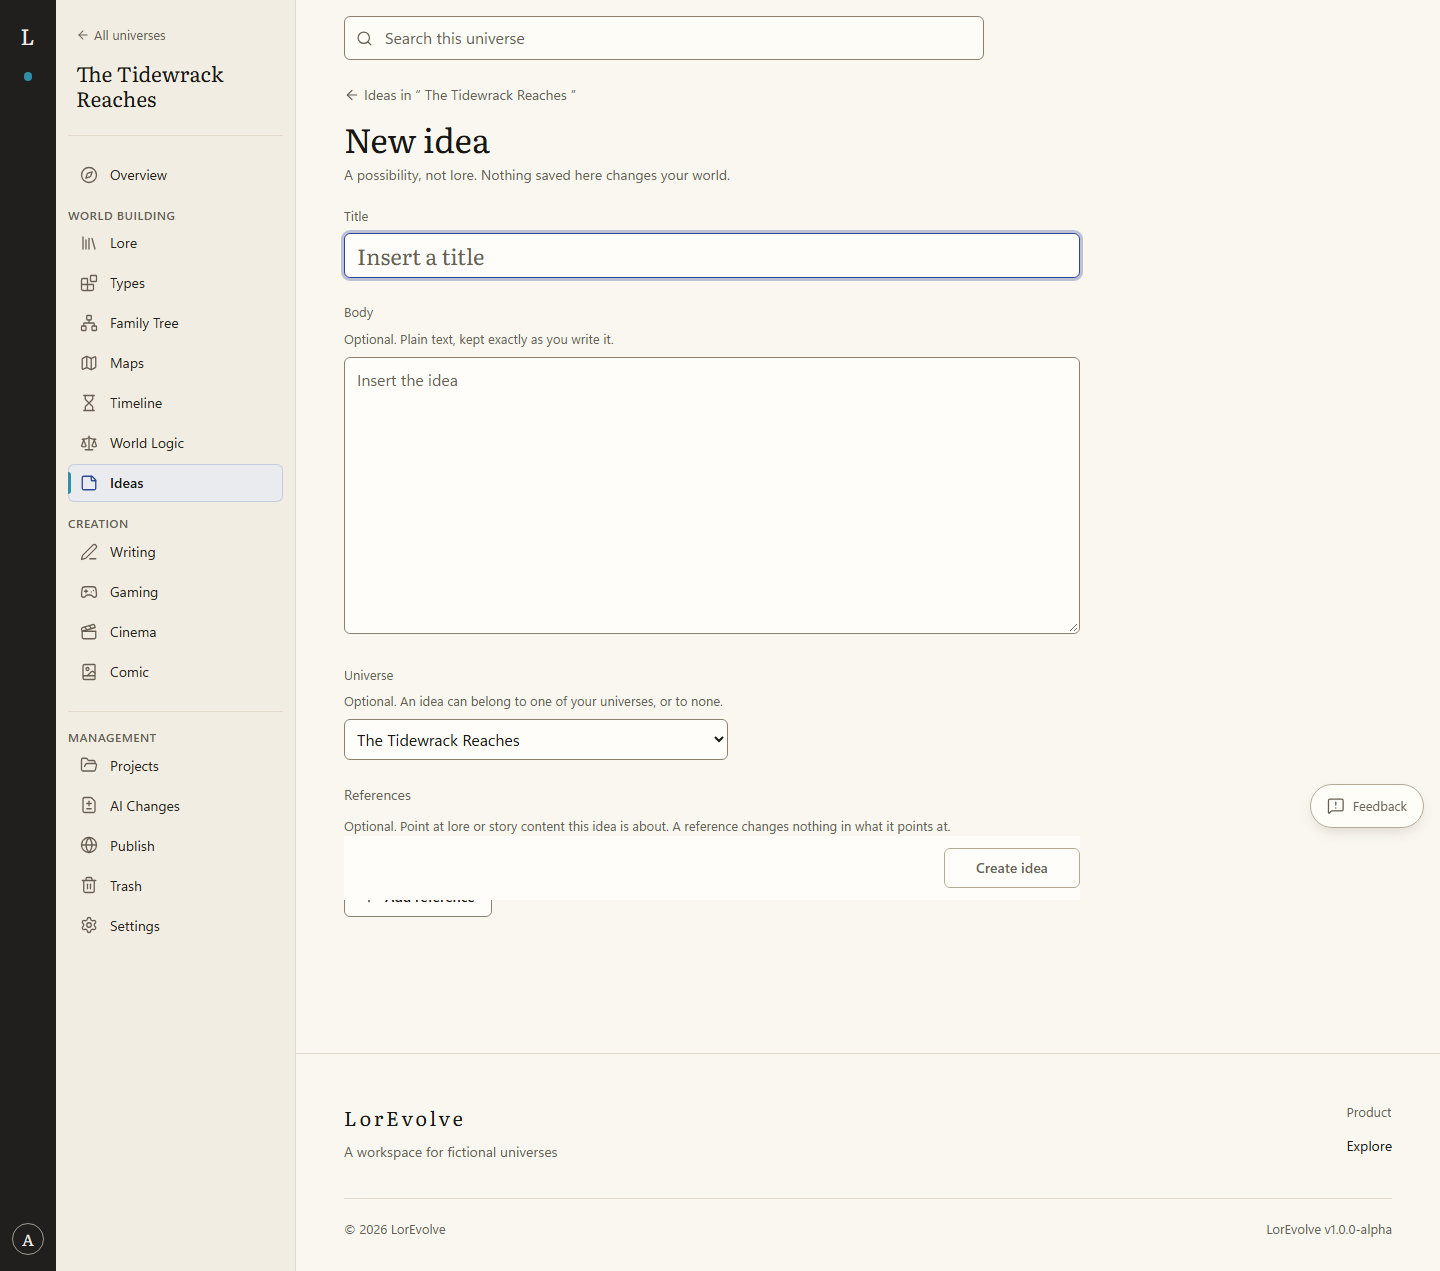 L
← All universes
The Tidewrack
Reaches
Overview
WORLD BUILDING
Lore
Types
Family Tree
Maps
Timeline
World Logic
Ideas
CREATION
Writing
Gaming
Cinema
Comic
MANAGEMENT
Projects
AI Changes
Publish
Trash
Settings
A
Search this universe
← Ideas in “ The Tidewrack Reaches ”
New idea
A possibility, not lore. Nothing saved here changes your world.
Title
Insert a title
Body
Optional. Plain text, kept exactly as you write it.
Insert the idea
Universe
Optional. An idea can belong to one of your universes, or to none.
The Tidewrack Reaches
References
Optional. Point at lore or story content this idea is about. A reference changes nothing in what it points at.
Create idea
Add reference
Feedback
LorEvolve
A workspace for fictional universes
Product
Explore
© 2026 LorEvolve
LorEvolve v1.0.0-alpha